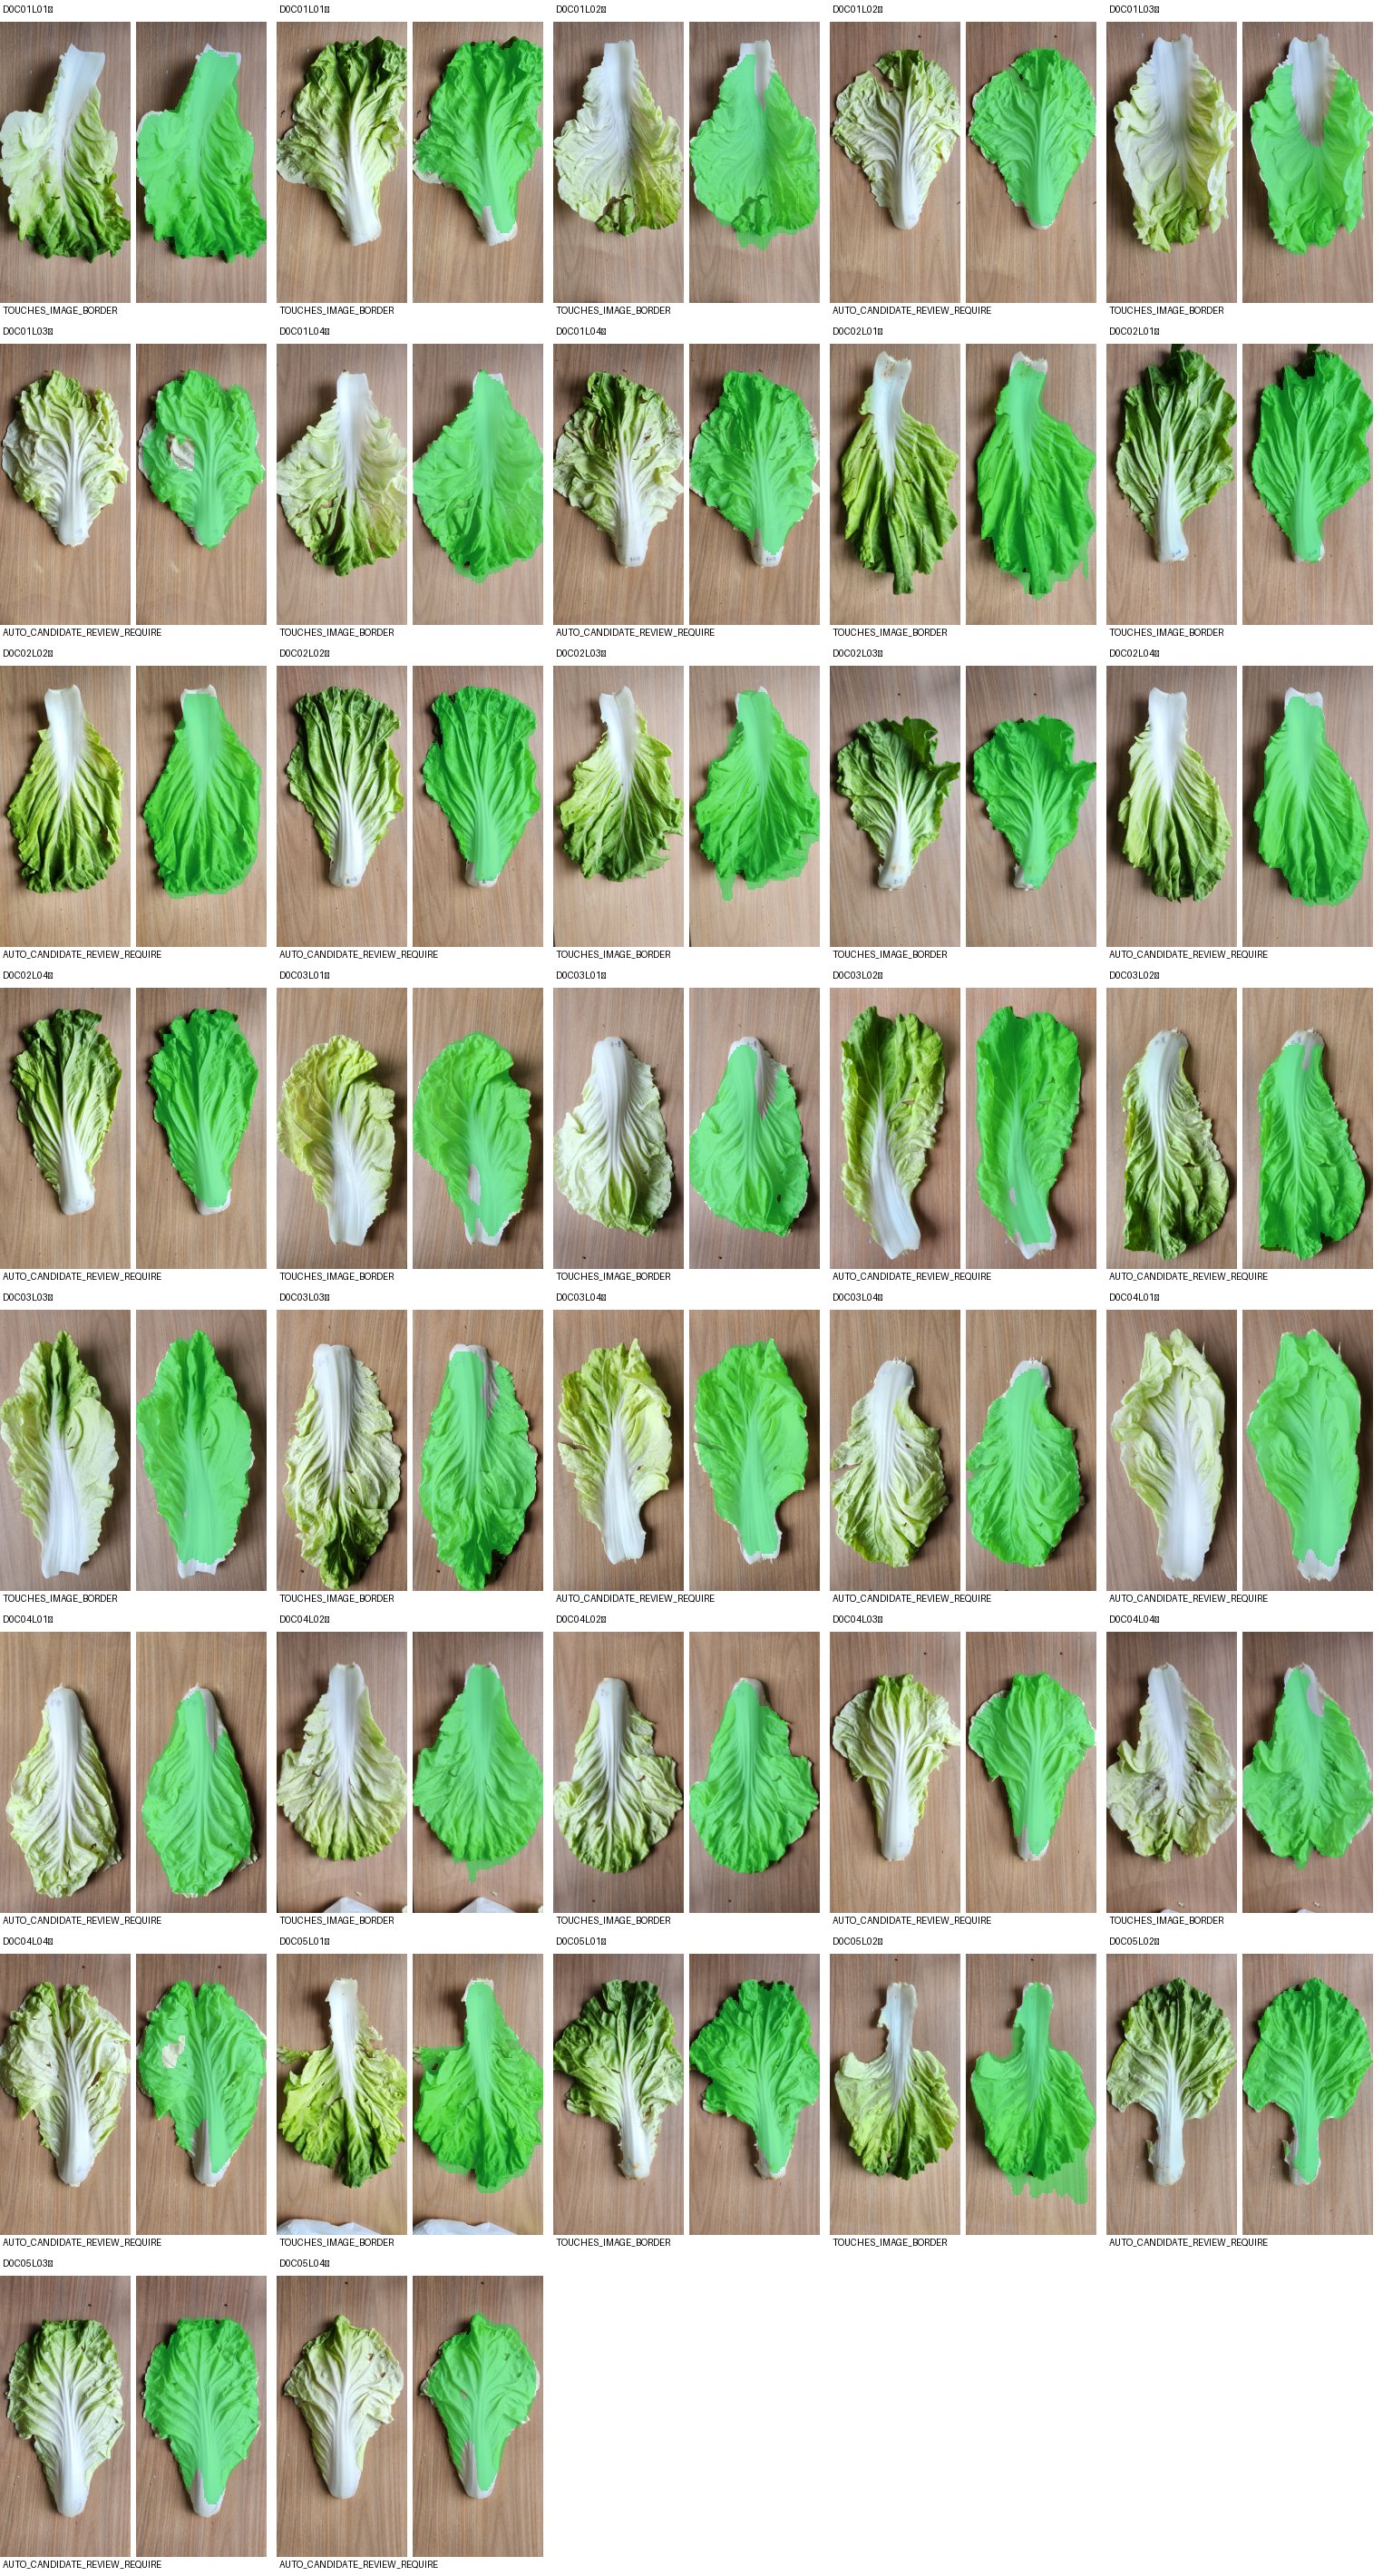 D0C01L01 D0C01L01 D0C01L02 D0C01L02 D0C01L03
TOUCHES_IMAGE_BORDER TOUCHES_IMAGE_BORDER TOUCHES_IMAGE_BORDER AUTO_CANDIDATE_REVIEW_REQUIRE TOUCHES_IMAGE_BORDER
D0C01L03 D0C01L04 D0C01L04 D0C02L01 D0C02L01
AUTO_CANDIDATE_REVIEW_REQUIRE TOUCHES_IMAGE_BORDER AUTO_CANDIDATE_REVIEW_REQUIRE TOUCHES_IMAGE_BORDER TOUCHES_IMAGE_BORDER
D0C02L02 D0C02L02 D0C02L03 D0C02L03 D0C02L04
AUTO_CANDIDATE_REVIEW_REQUIRE AUTO_CANDIDATE_REVIEW_REQUIRE TOUCHES_IMAGE_BORDER TOUCHES_IMAGE_BORDER AUTO_CANDIDATE_REVIEW_REQUIRE
D0C02L04 D0C03L01 D0C03L01 D0C03L02 D0C03L02
AUTO_CANDIDATE_REVIEW_REQUIRE TOUCHES_IMAGE_BORDER TOUCHES_IMAGE_BORDER AUTO_CANDIDATE_REVIEW_REQUIRE AUTO_CANDIDATE_REVIEW_REQUIRE
D0C03L03 D0C03L03 D0C03L04 D0C03L04 D0C04L01
TOUCHES_IMAGE_BORDER TOUCHES_IMAGE_BORDER AUTO_CANDIDATE_REVIEW_REQUIRE AUTO_CANDIDATE_REVIEW_REQUIRE AUTO_CANDIDATE_REVIEW_REQUIRE
D0C04L01 D0C04L02 D0C04L02 D0C04L03 D0C04L04
AUTO_CANDIDATE_REVIEW_REQUIRE TOUCHES_IMAGE_BORDER TOUCHES_IMAGE_BORDER AUTO_CANDIDATE_REVIEW_REQUIRE TOUCHES_IMAGE_BORDER
D0C04L04 D0C05L01 D0C05L01 D0C05L02 D0C05L02
AUTO_CANDIDATE_REVIEW_REQUIRE TOUCHES_IMAGE_BORDER TOUCHES_IMAGE_BORDER TOUCHES_IMAGE_BORDER AUTO_CANDIDATE_REVIEW_REQUIRE
D0C05L03 D0C05L04
AUTO_CANDIDATE_REVIEW_REQUIRE AUTO_CANDIDATE_REVIEW_REQUIRE